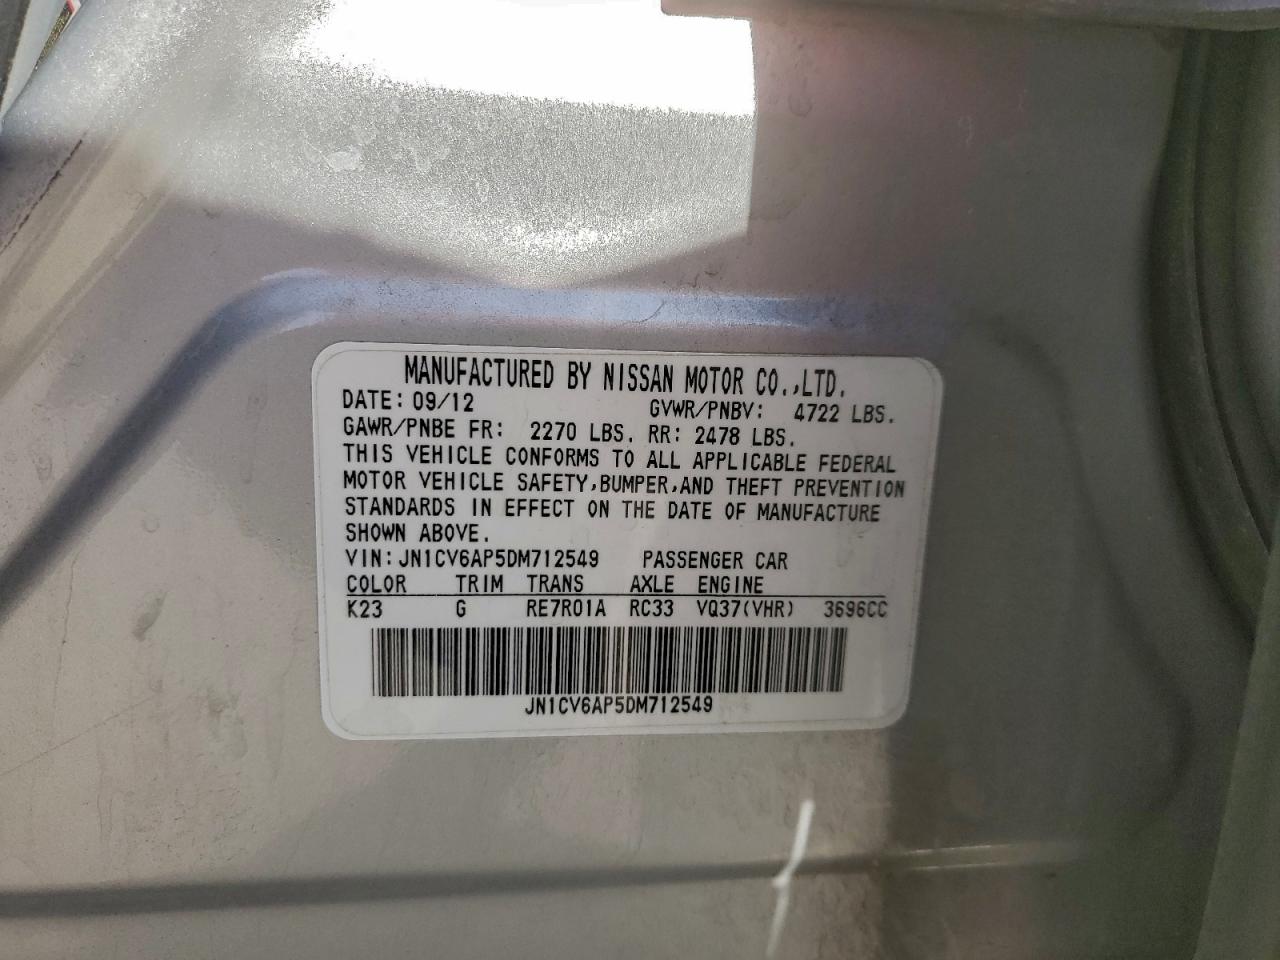 MANUFACTURED BY NISSAN MOTOR CO.,LTD.
DATE: 09/12 GVWR/PNBV: 4722 LBS.
GAWR/PNBE FR: 2270 LBS. RR: 2478 LBS.
THIS VEHICLE CONFORMS TO ALL APPLICABLE FEDERAL
MOTOR VEHICLE SAFETY,BUMPER,AND THEFT PREVENTION
STANDARDS IN EFFECT ON THE DATE OF MANUFACTURE
SHOWN ABOVE.
VIN:JN1CV6AP5DM712549 PASSENGER CAR
COLOR TRIM TRANS AXLE ENGINE
K23 G RE7R01A RC33 VQ37(VHR) 3696CC
JN1CV6AP5DM712549